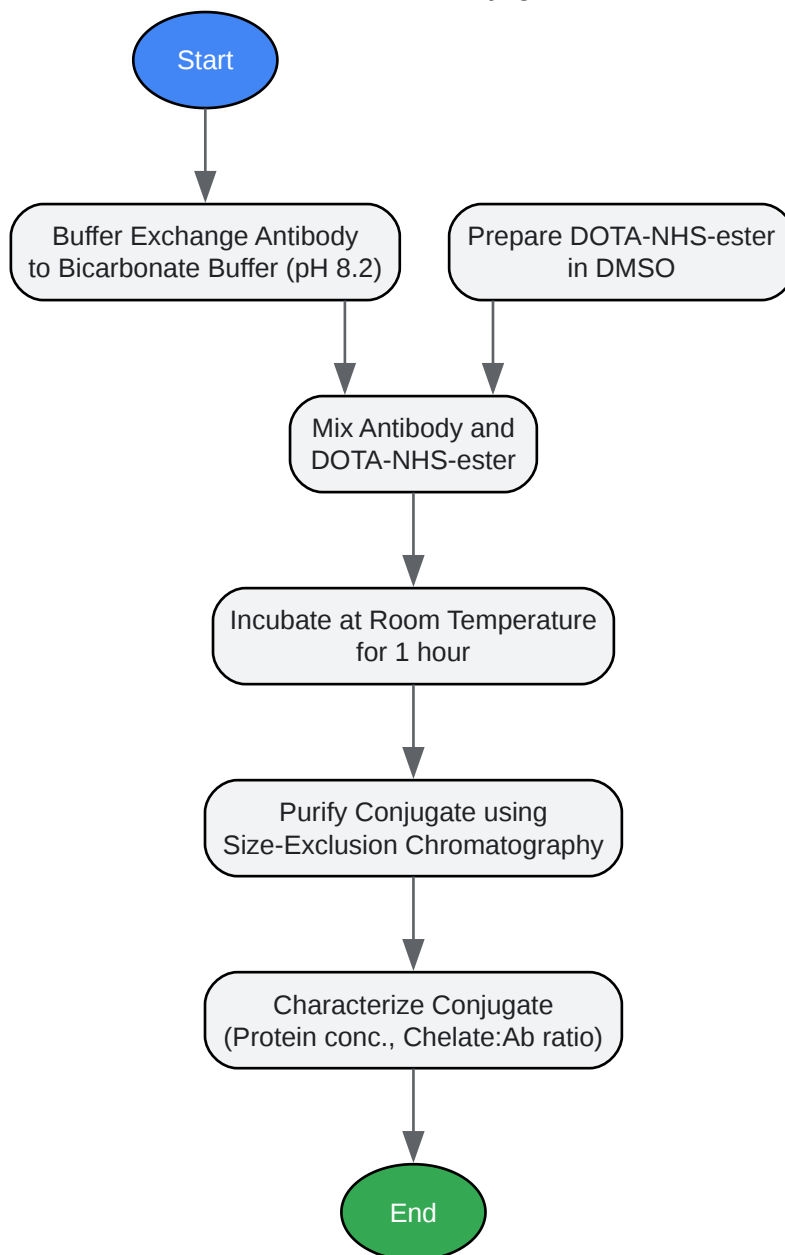 Start
Buffer Exchange Antibody
to Bicarbonate Buffer (pH 8.2)
Prepare DOTA-NHS-ester
in DMSO
Mix Antibody and
DOTA-NHS-ester
Incubate at Room Temperature
for 1 hour
Purify Conjugate using
Size-Exclusion Chromatography
Characterize Conjugate
(Protein conc., Chelate:Ab ratio)
End